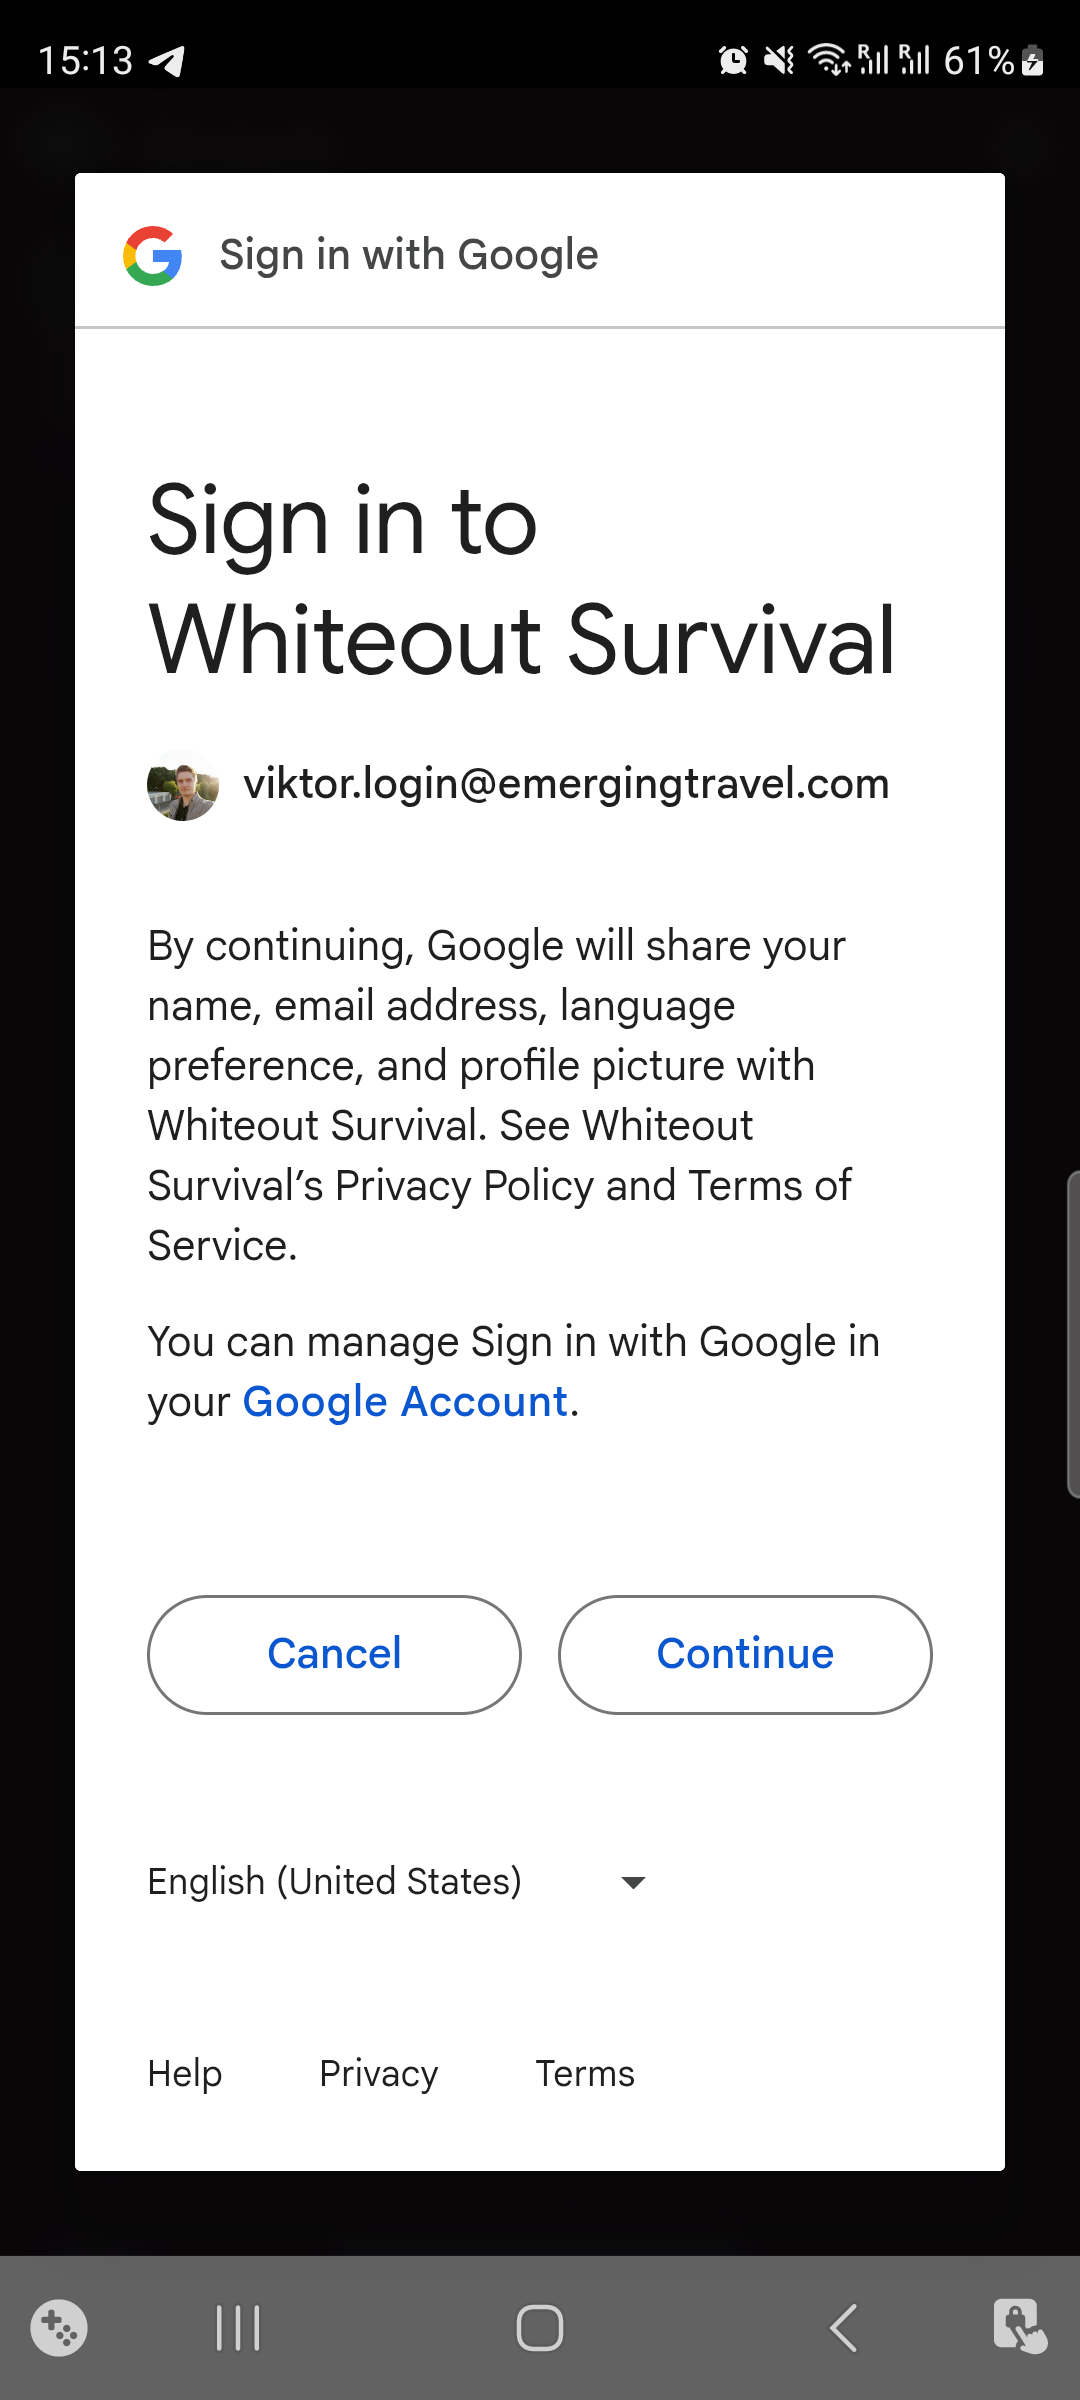 15:13
R R 61%
Sign in with Google
Sign in to
Whiteout Survival
viktor.login@emergingtravel.com
By continuing, Google will share your
name, email address, language
preference, and profile picture with
Whiteout Survival. See Whiteout
Survival’s Privacy Policy and Terms of
Service.
You can manage Sign in with Google in
your Google Account.
Cancel Continue
English (United States)
Help Privacy Terms